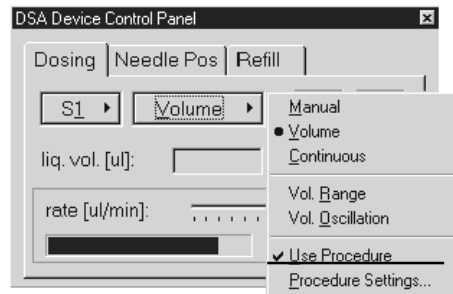 DSA Device Control Panel
Dosing Needle Pos Refill
S1 Volume
Manual
Volume
Continuous
liq. vol. [ul]:
Vol. Range
Vol. Oscillation
rate [ul/min]:
Use Procedure
Procedure Settings...